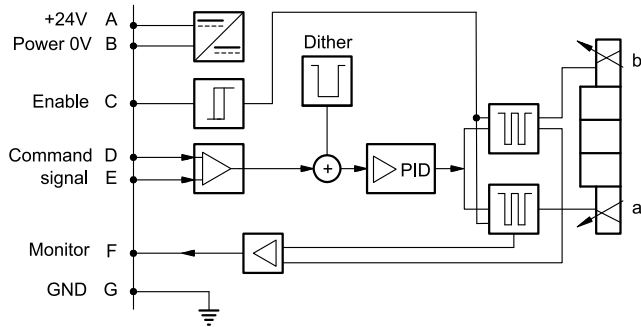 +24V A
Power 0V B
Dither
b
Enable C
Command D
signal E
+
PID
a
Monitor F
GND G